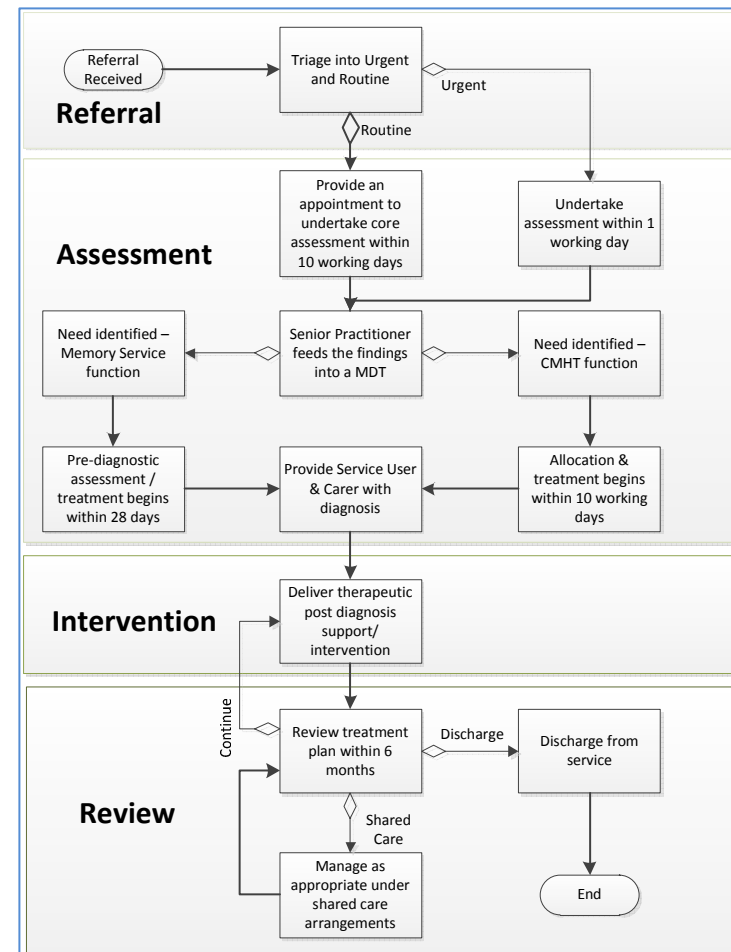 Referral
Received
Triage into Urgent
and Routine
Urgent
Referral
Routine
Provide an
appointment to
undertake core
assessment within
10 working days
Undertake
assessment within 1
working day
Assessment
Need identified –
Memory Service
function
Senior Practitioner
feeds the findings
into a MDT
Need identified –
CMHT function
Pre-diagnostic
assessment /
treatment begins
within 28 days
Provide Service User
& Carer with
diagnosis
Allocation &
treatment begins
within 10 working
days
Intervention
Deliver therapeutic
post diagnosis
support/
intervention
Continue
Review treatment
plan within 6
months
Discharge
Discharge from
service
Review
Shared
Care
Manage as
appropriate under
shared care
arrangements
End